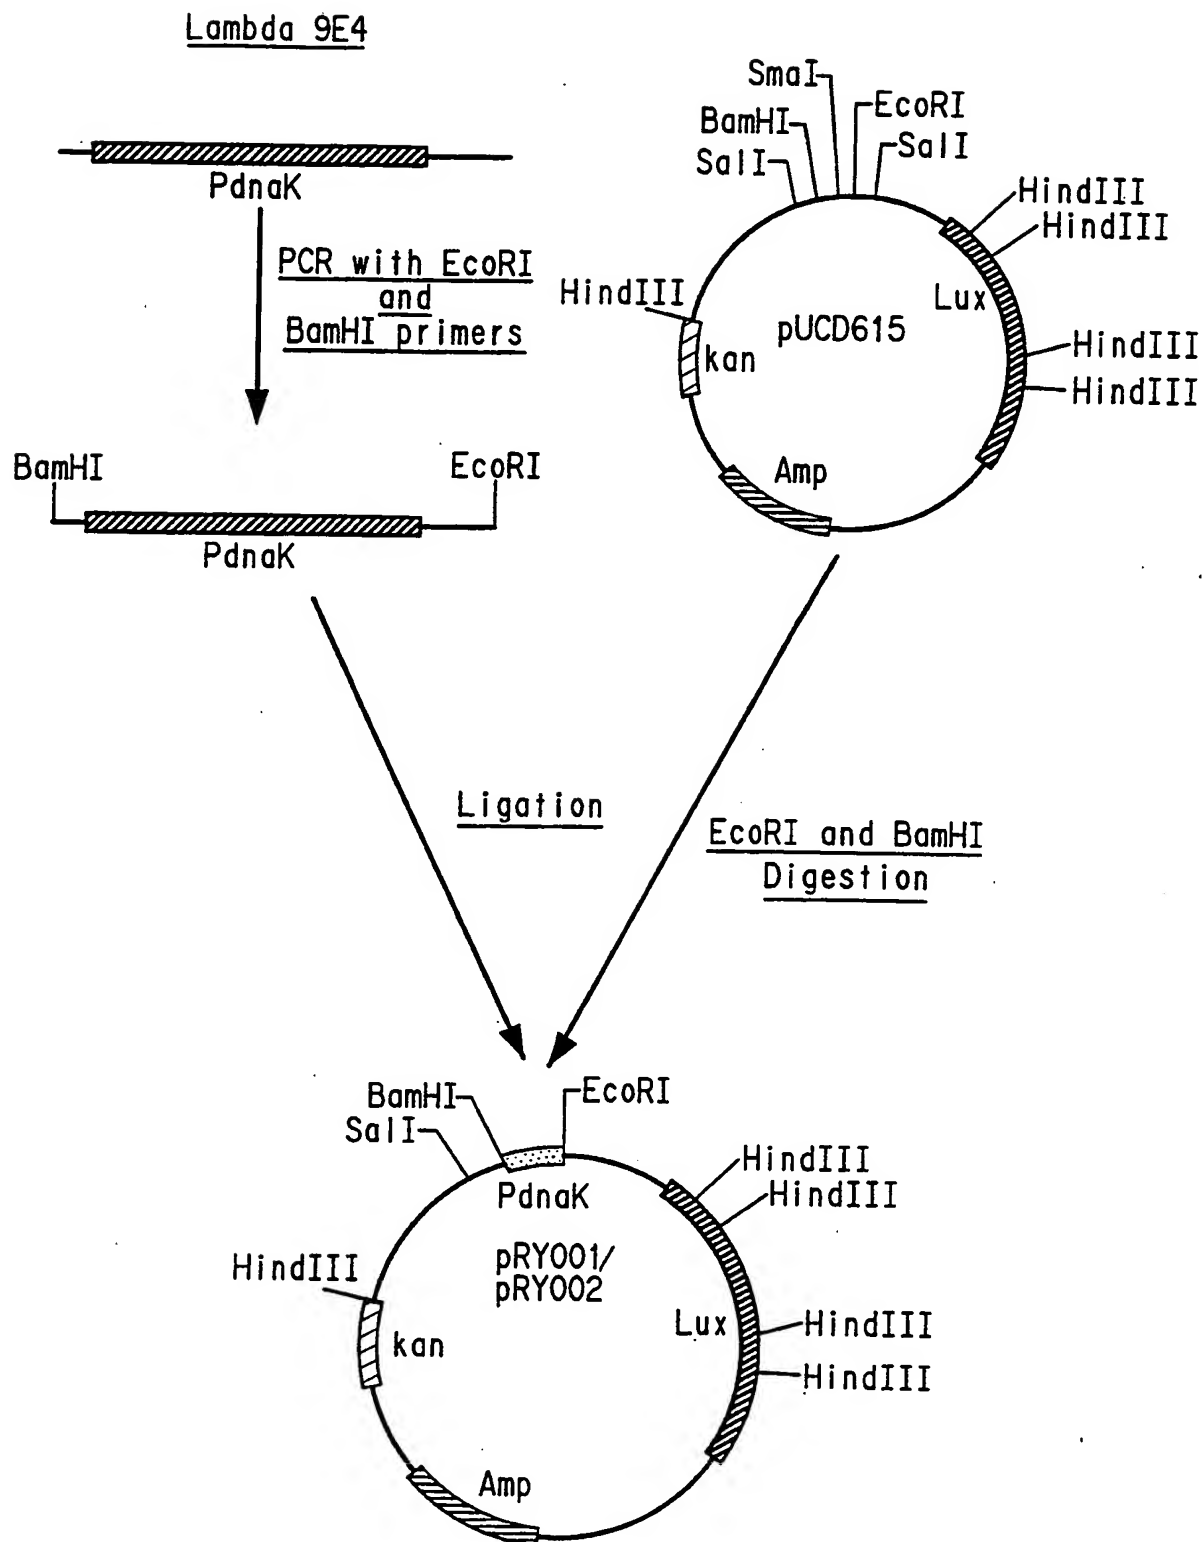 Lambda 9E4
PdnaK
PCR with EcoRI
and
BamHI primers
BamHI
EcoRI
PdnaK
SmaI
EcoRI
BamHI
SalI
SalI
HindIII
HindIII
HindIII
Lux
pUCD615
kan
HindIII
HindIII
Amp
Ligation
EcoRI and BamHI
Digestion
BamHI
EcoRI
SalI
PdnaK
HindIII
HindIII
pRY001/
pRY002
HindIII
Lux
kan
HindIII
HindIII
Amp